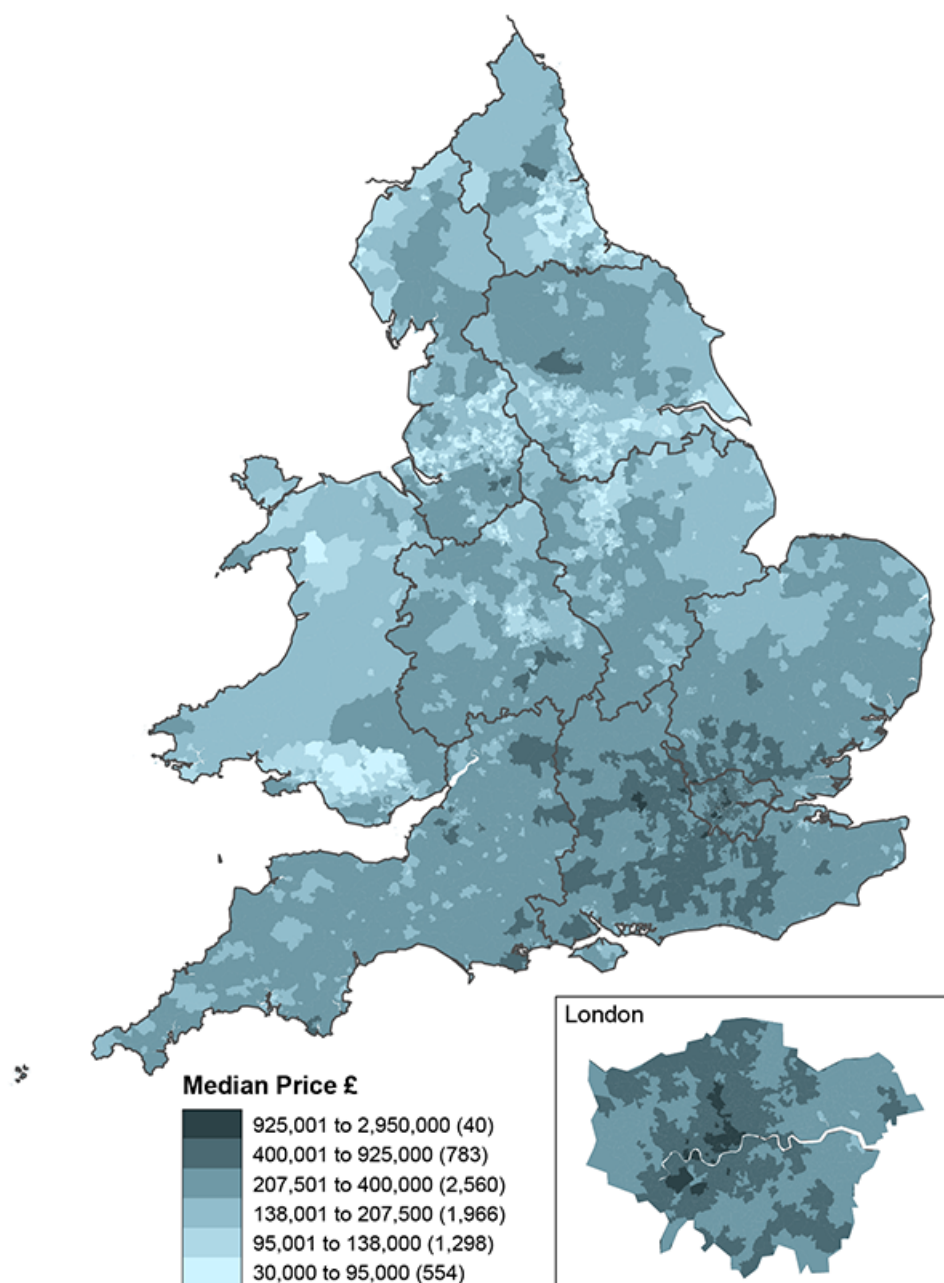 London
Median Price £
925,001 to 2,950,000 (40)
400,001 to 925,000 (783)
207,501 to 400,000 (2,560)
138,001 to 207,500 (1,966)
95,001 to 138,000 (1,298)
30,000 to 95,000 (554)